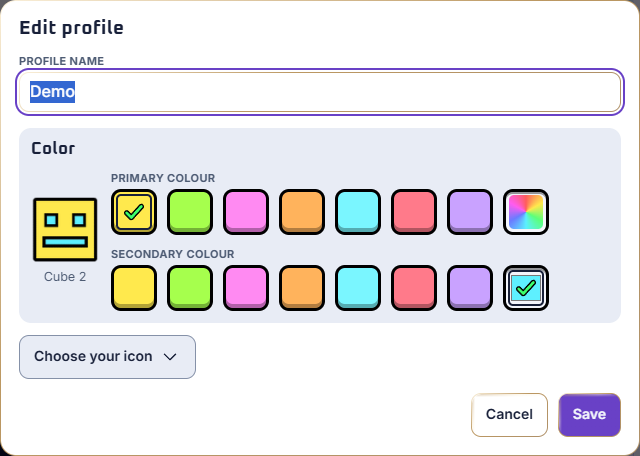 Edit profile
PROFILE NAME
Demo
Color
PRIMARY COLOUR
SECONDARY COLOUR
Cube 2
Choose your icon
Cancel
Save